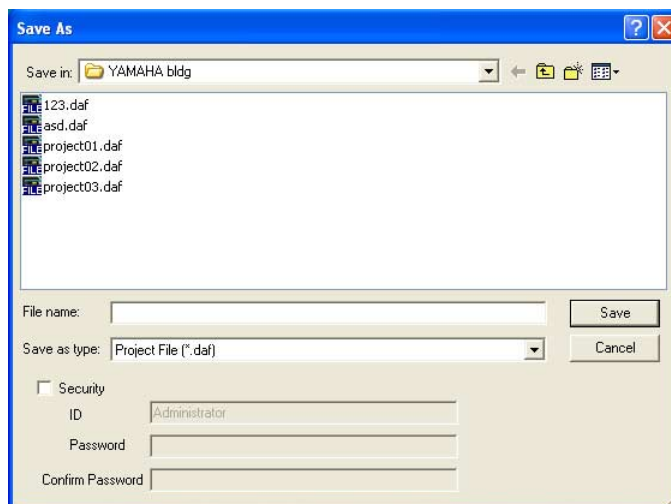 Save As
Save in: YAMAHA bldg
123.daf
asd.daf
project01.daf
project02.daf
project03.daf
File name:
Save
Save as type: Project File (*.daf)
Cancel
Security
ID Administrator
Password
Confirm Password